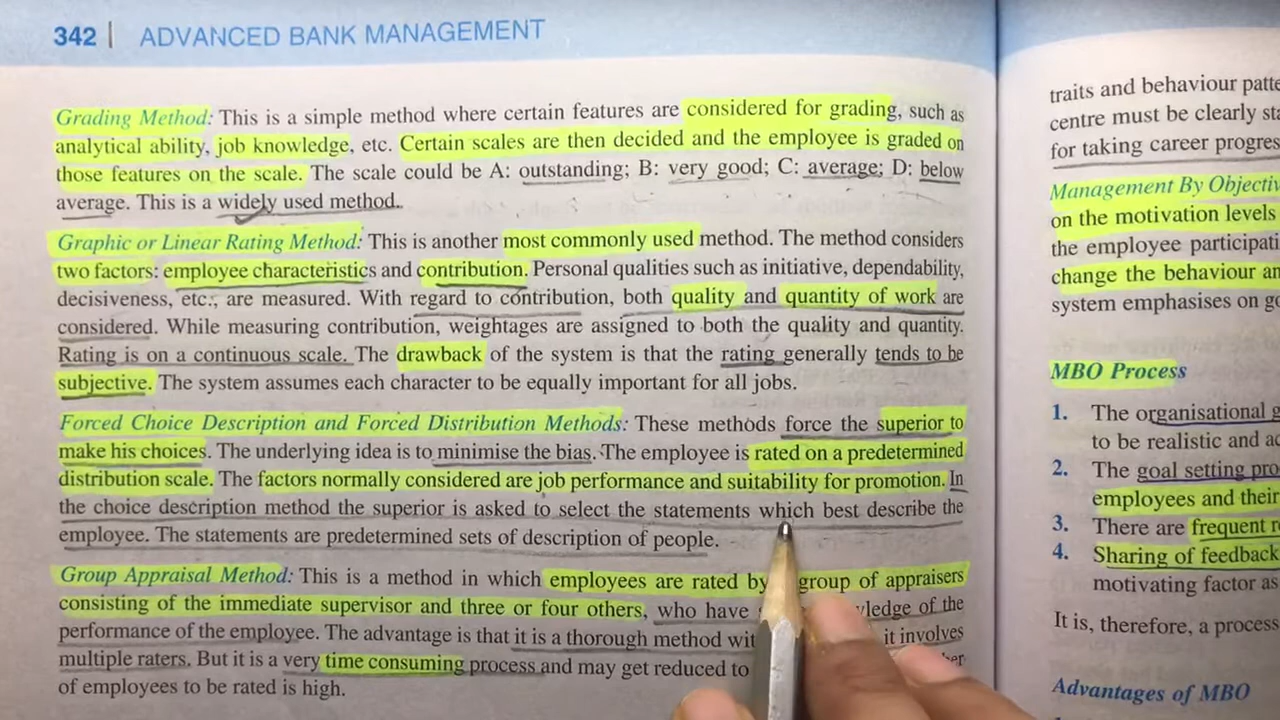 342 | ADVANCED BANK MANAGEMENT
Grading Method: This is a simple method where certain features are considered for grading, such as
analytical ability, job knowledge, etc. Certain scales are then decided and the employee is graded on
those features on the scale. The scale could be A: outstanding; B: very good; C: average; D: below
average. This is a widely used method.
Graphic or Linear Rating Method: This is another most commonly used method. The method considers
two factors: employee characteristics and contribution. Personal qualities such as initiative, dependability,
decisiveness, etc., are measured. With regard to contribution, both quality and quantity of work are
considered. While measuring contribution, weightages are assigned to both the quality and quantity.
Rating is on a continuous scale. The drawback of the system is that the rating generally tends to be
subjective. The system assumes each character to be equally important for all jobs.
Forced Choice Description and Forced Distribution Methods: These methods force the superior to
make his choices. The underlying idea is to minimise the bias. The employee is rated on a predetermined
distribution scale. The factors normally considered are job performance and suitability for promotion. In
the choice description method the superior is asked to select the statements which best describe the
employee. The statements are predetermined sets of description of people.
Group Appraisal Method: This is a method in which employees are rated by group of appraisers
consisting of the immediate supervisor and three or four others, who have of the
performance of the employee. The advantage is that it is a thorough method it involves
multiple raters. But it is a very time consuming process and may get reduced to
of employees to be rated is high.
traits and behaviour
centre must be clearly
for taking career
Management By
on the motivation levels
the employee
change the behaviour
system emphasises on
MBO Process
1. The organisational
to be realistic and
2. The goal setting
employees and their
3. There are frequent
4. Sharing of feedback
motivating factor as
It is, therefore, a process
Advantages of MBO